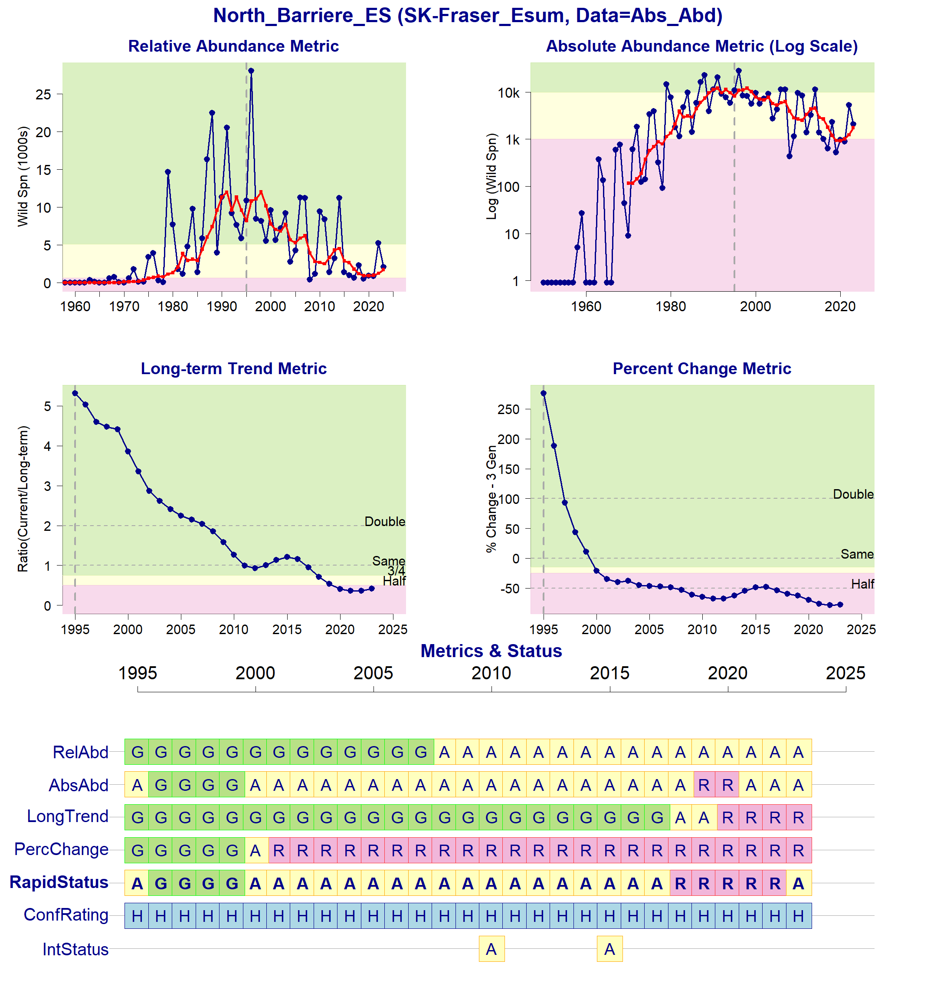 North_Barriere_ES (SK-Fraser_Esum, Data=Abs_Abd)
Relative Abundance Metric
Wild Spn (1000s)
25
20
15
10
5
0
1960 1970 1980 1990 2000 2010 2020
Absolute Abundance Metric (Log Scale)
Log (Wild Spn)
10k
1k
100
10
1
1960 1980 2000 2020
Long-term Trend Metric
Ratio(Current/Long-term)
5
4
3
2
1
0
Double
Same
3/4
Half
1995 2000 2005 2010 2015 2020 2025
Percent Change Metric
% Change - 3 Gen
250
200
150
100
50
0
-50
Double
Same
Half
1995 2000 2005 2010 2015 2020 2025
Metrics & Status
1995 2000 2005 2010 2015 2020 2025
RelAbd G G G G G G G G G G G G G A A A A A A A A A A A A A A A A
AbsAbd A G G G G A A A A A A A A A A A A A A A A A A A R R A A A
LongTrend G G G G G G G G G G G G G G G G G G G G G G G A A R R R R
PercChange G G G G G A R R R R R R R R R R R R R R R R R R R R R R R
RapidStatus A G G G G A A A A A A A A A A A A A A A A A A R R R R R A
ConfRating H H H H H H H H H H H H H H H H H H H H H H H H H H H H H
IntStatus A A